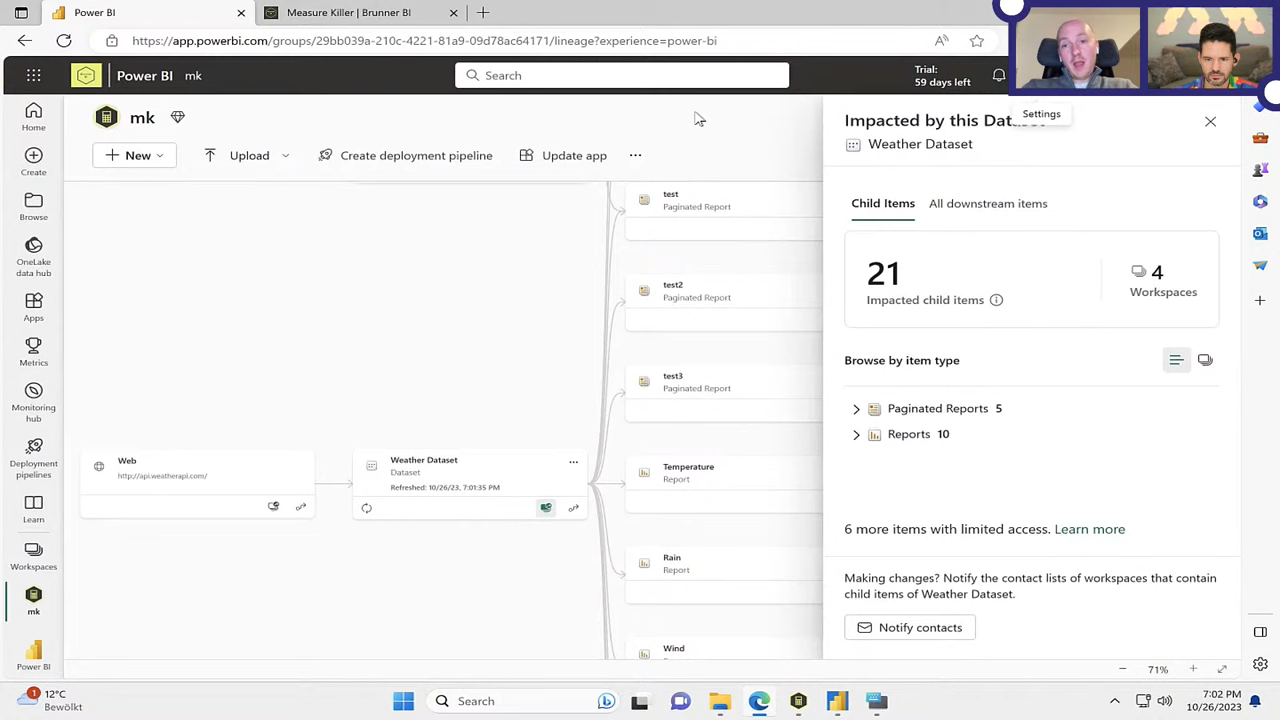 Power BI
Measure Killer | Brunner BI
https://app.powerbi.com/groups/29bb039a-10c-4221-81a9-09d78ac64171/lineage?experience=power-bi
Power BI mk
Search
Trial:
59 days left
Settings
Home
Create
Browse
OneLake
data hub
Apps
Metrics
Monitoring
hub
Deployment
pipelines
Learn
Workspaces
mk
Power BI
mk
New
Upload
Create deployment pipeline
Update app
Web
http://api.weatherapi.com/
Weather Dataset
Dataset
Refreshed: 10/26/23, 7:01:35 PM
test
Paginated Report
test2
Paginated Report
test3
Paginated Report
Temperature
Report
Rain
Report
Wind
Impacted by this
Weather Dataset
Child Items
All downstream items
21
Impacted child items
4
Workspaces
Browse by item type
Paginated Reports 5
Reports 10
6 more items with limited access. Learn more
Making changes? Notify the contact lists of workspaces that contain
child items of Weather Dataset.
Notify contacts
71%
1
12°C
Bewölkt
Search
7:02 PM
10/26/2023